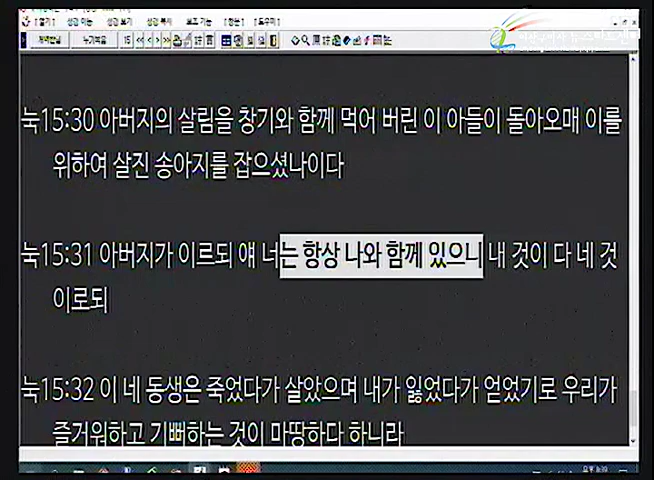 15
눅15:30 아버지의 살림을 창기와 함께 먹어 버린 이 아들이 돌아오매 이를
위하여 살진 송아지를 잡으셨나이다
눅15:31 아버지가 이르되 얘 너는 항상 나와 함께 있으니 내 것이 다 네 것
이로되
눅15:32 이 네 동생은 죽었다가 살았으며 내가 잃었다가 얻었기로 우리가
즐거워하고 기뻐하는 것이 마땅하다 하니라